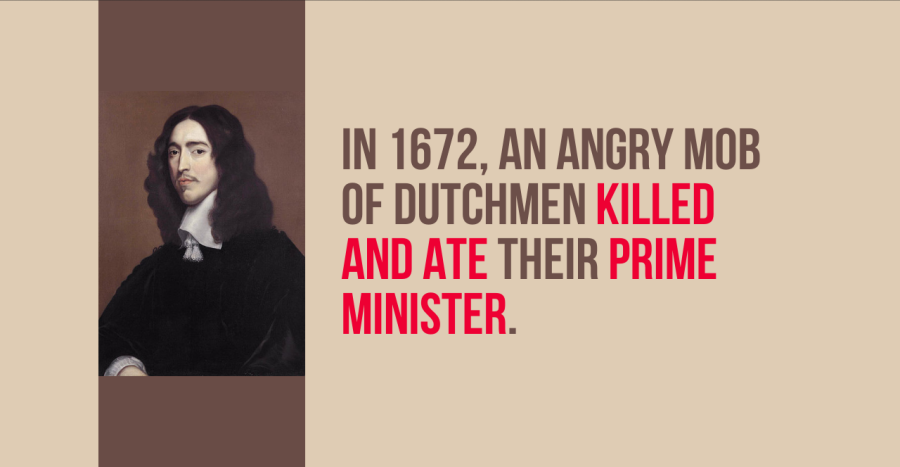 IN 1672, AN ANGRY MOB
OF DUTCHMEN KILLED
AND ATE THEIR PRIME
MINISTER.